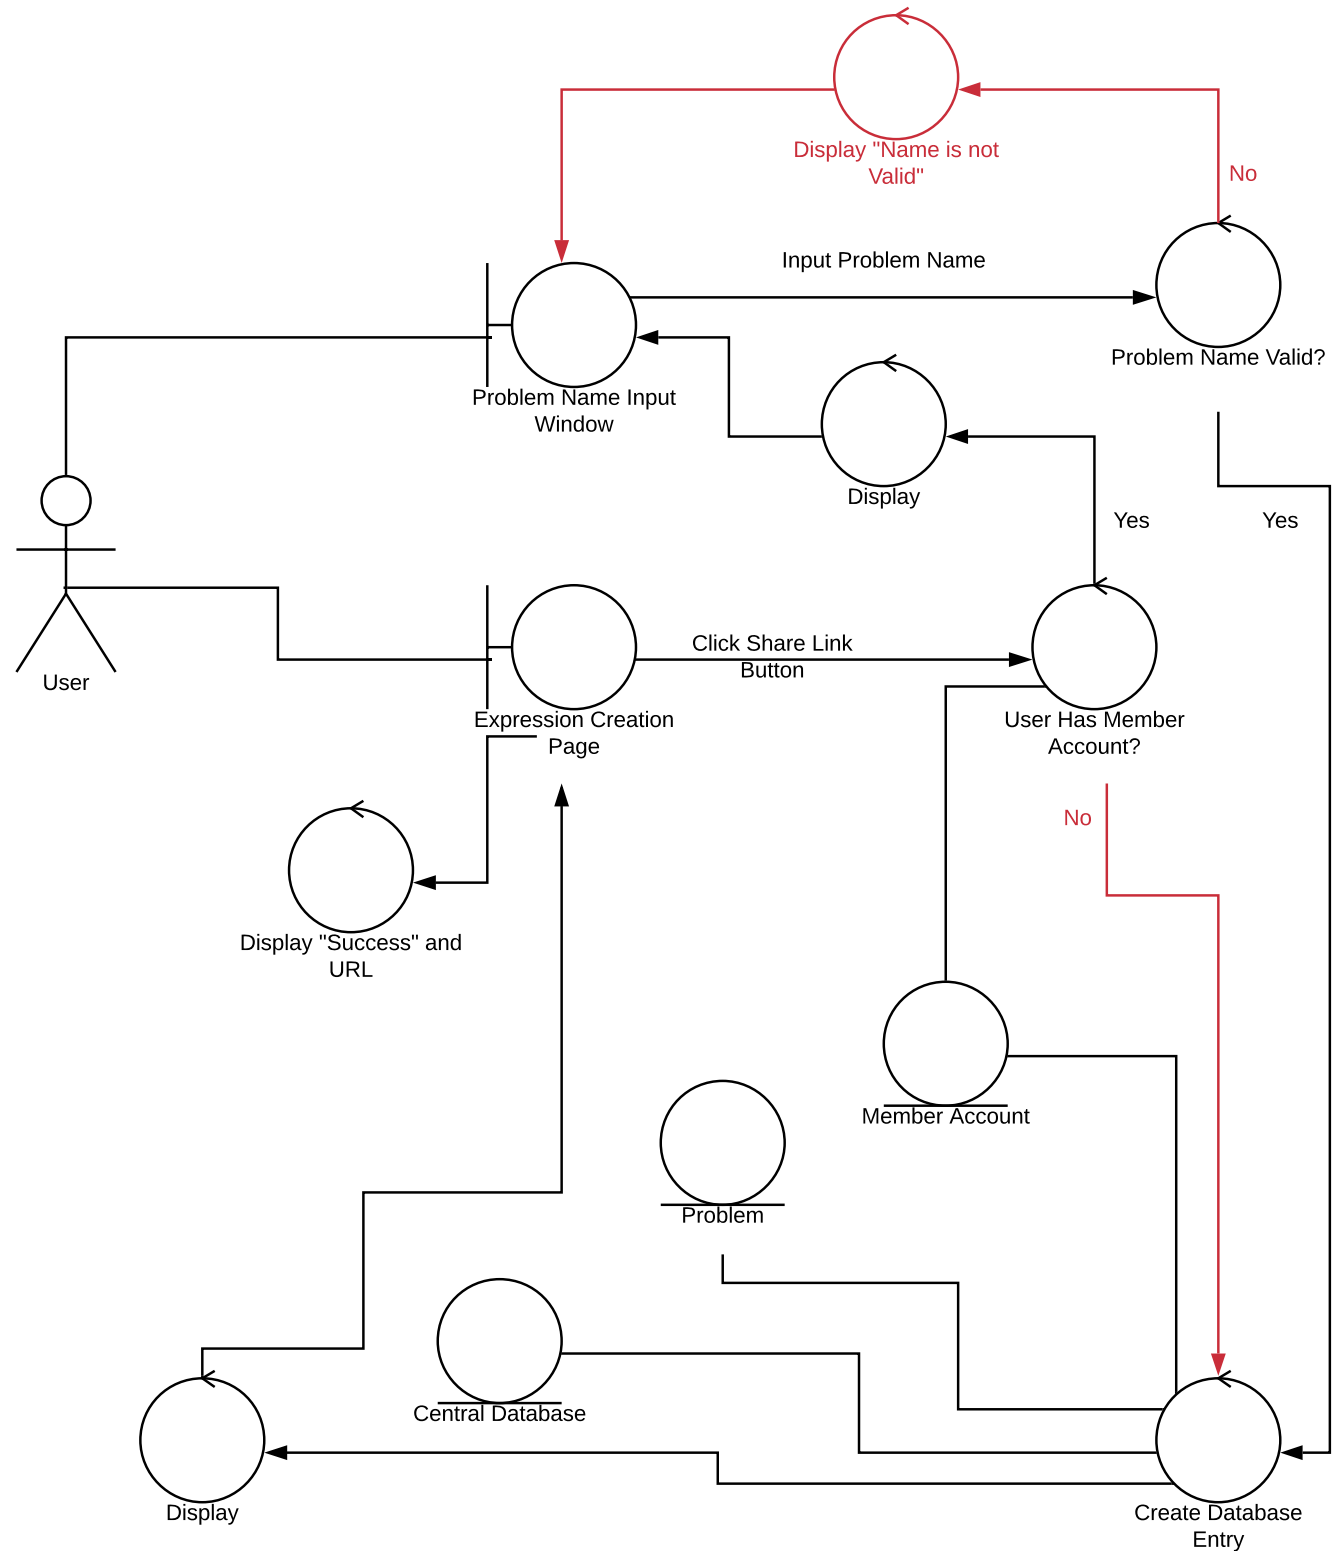 Display "Name is not
Valid"
No
Input Problem Name
Problem Name Valid?
Problem Name Input
Window
Display
Yes
Yes
User
Click Share Link
Button
Expression Creation
Page
User Has Member
Account?
No
Display "Success" and
URL
Member Account
Problem
Central Database
Display
Create Database
Entry